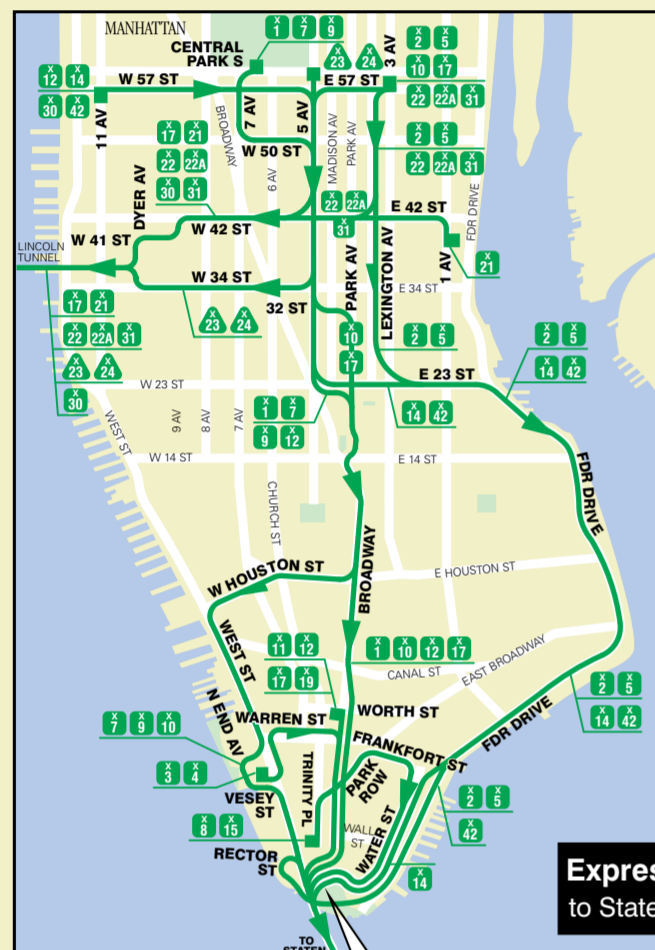 MANHATTAN
CENTRAL
PARK S
X1 X7 X9
X23 X24
3 AV
X2 X5
X10 X17
X22 X22A X31
X12 X14
X30 X42
W 57 ST
E 57 ST
11 AV
7 AV
5 AV
BROADWAY
MADISON AV
PARK AV
W 50 ST
6 AV
X2 X5
X22 X22A X31
X17 X21
X22 X22A
X30 X31
DYER AV
X22 X22A
X31
E 42 ST
FDR DRIVE
W 42 ST
W 41 ST
LINCOLN
TUNNEL
1 AV
X21
W 34 ST
E 34 ST
PARK AV
LEXINGTON AV
32 ST
X17 X21
X22 X22A X31
X23 X24
X30
X23 X24
X10
X17
X2 X5
X2 X5
X14 X42
E 23 ST
W 23 ST
X1 X7
X9 X12
X14 X42
WEST ST
9 AV
8 AV
7 AV
W 14 ST
E 14 ST
CHURCH ST
FDR DRIVE
BROADWAY
W HOUSTON ST
E HOUSTON ST
WEST ST
X11 X12
X17 X19
X1 X10 X12 X17
CANAL ST
EAST BROADWAY
X2 X5
X14 X42
N END AV
WARREN ST
WORTH ST
FDR DRIVE
X7 X9 X10
FRANKFORT ST
X3 X4
TRINITY PL
PARK
ROW
VESEY
ST
X2 X5
X42
X8 X15
WALL
ST
WATER ST
RECTOR
ST
X14
Expres
to State
TO
STATEN